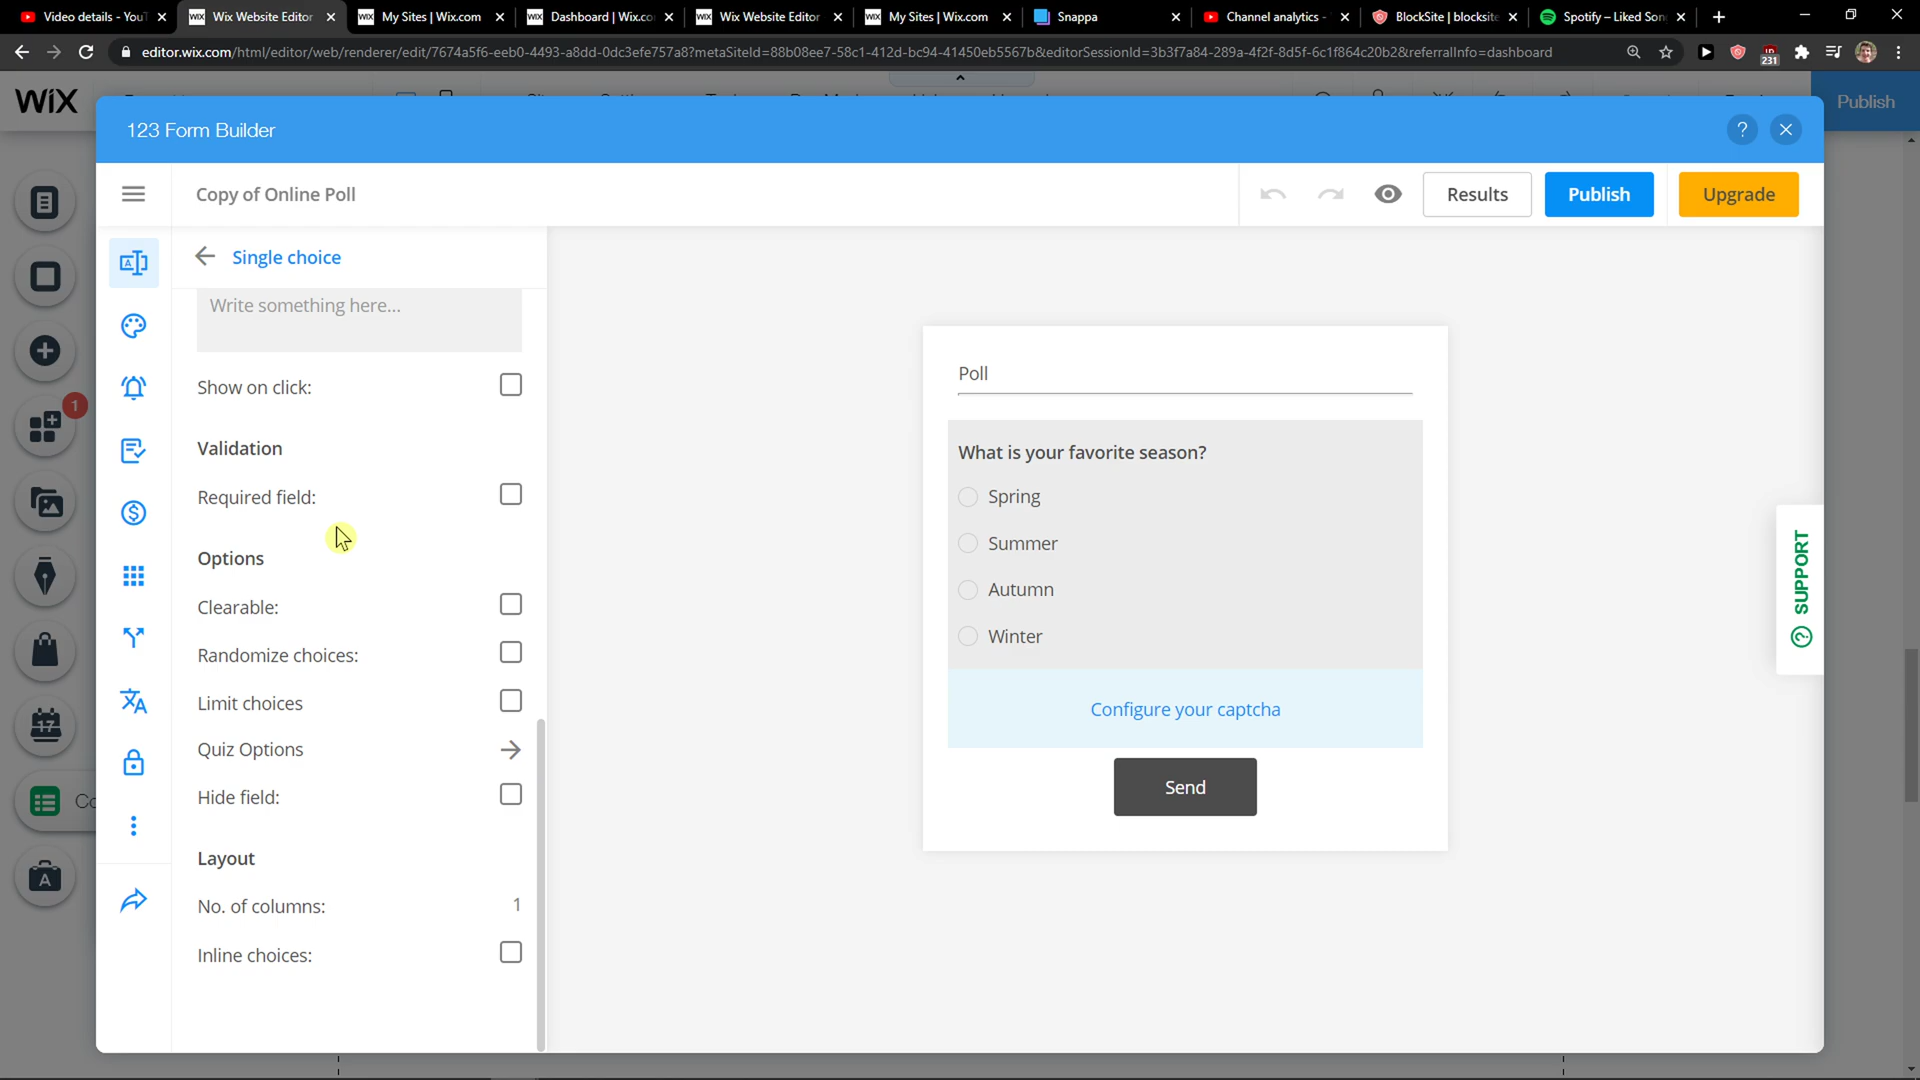 Video details - YouT
Wix Website Editor
My Sites | Wix.com
Dashboard | Wix.co
Wix Website Editor
My Sites | Wix.com
Snappa
Channel analytics -
BlockSite | blocksite
Spotify – Liked Son
editor.wix.com/html/editor/web/renderer/edit/7674a5f6-eeb0-4493-a8dd-0dc3efe757a8?metaSiteId=88b08ee7-58c1-412d-bc94-41450eb5567b&editorSessionId=3b3f7a84-289a-4f2f-8d5f-6c1f864c20b2&referralInfo=dashboard
231
WIX
Publish
123 Form Builder
?
Copy of Online Poll
Results
Publish
Upgrade
Single choice
Write something here...
Show on click:
Validation
Required field:
Options
Clearable:
Randomize choices:
Limit choices
Quiz Options
Hide field:
Layout
No. of columns: 1
Inline choices:
1
17
Co
A
Poll
What is your favorite season?
Spring
Summer
Autumn
Winter
Configure your captcha
Send
SUPPORT